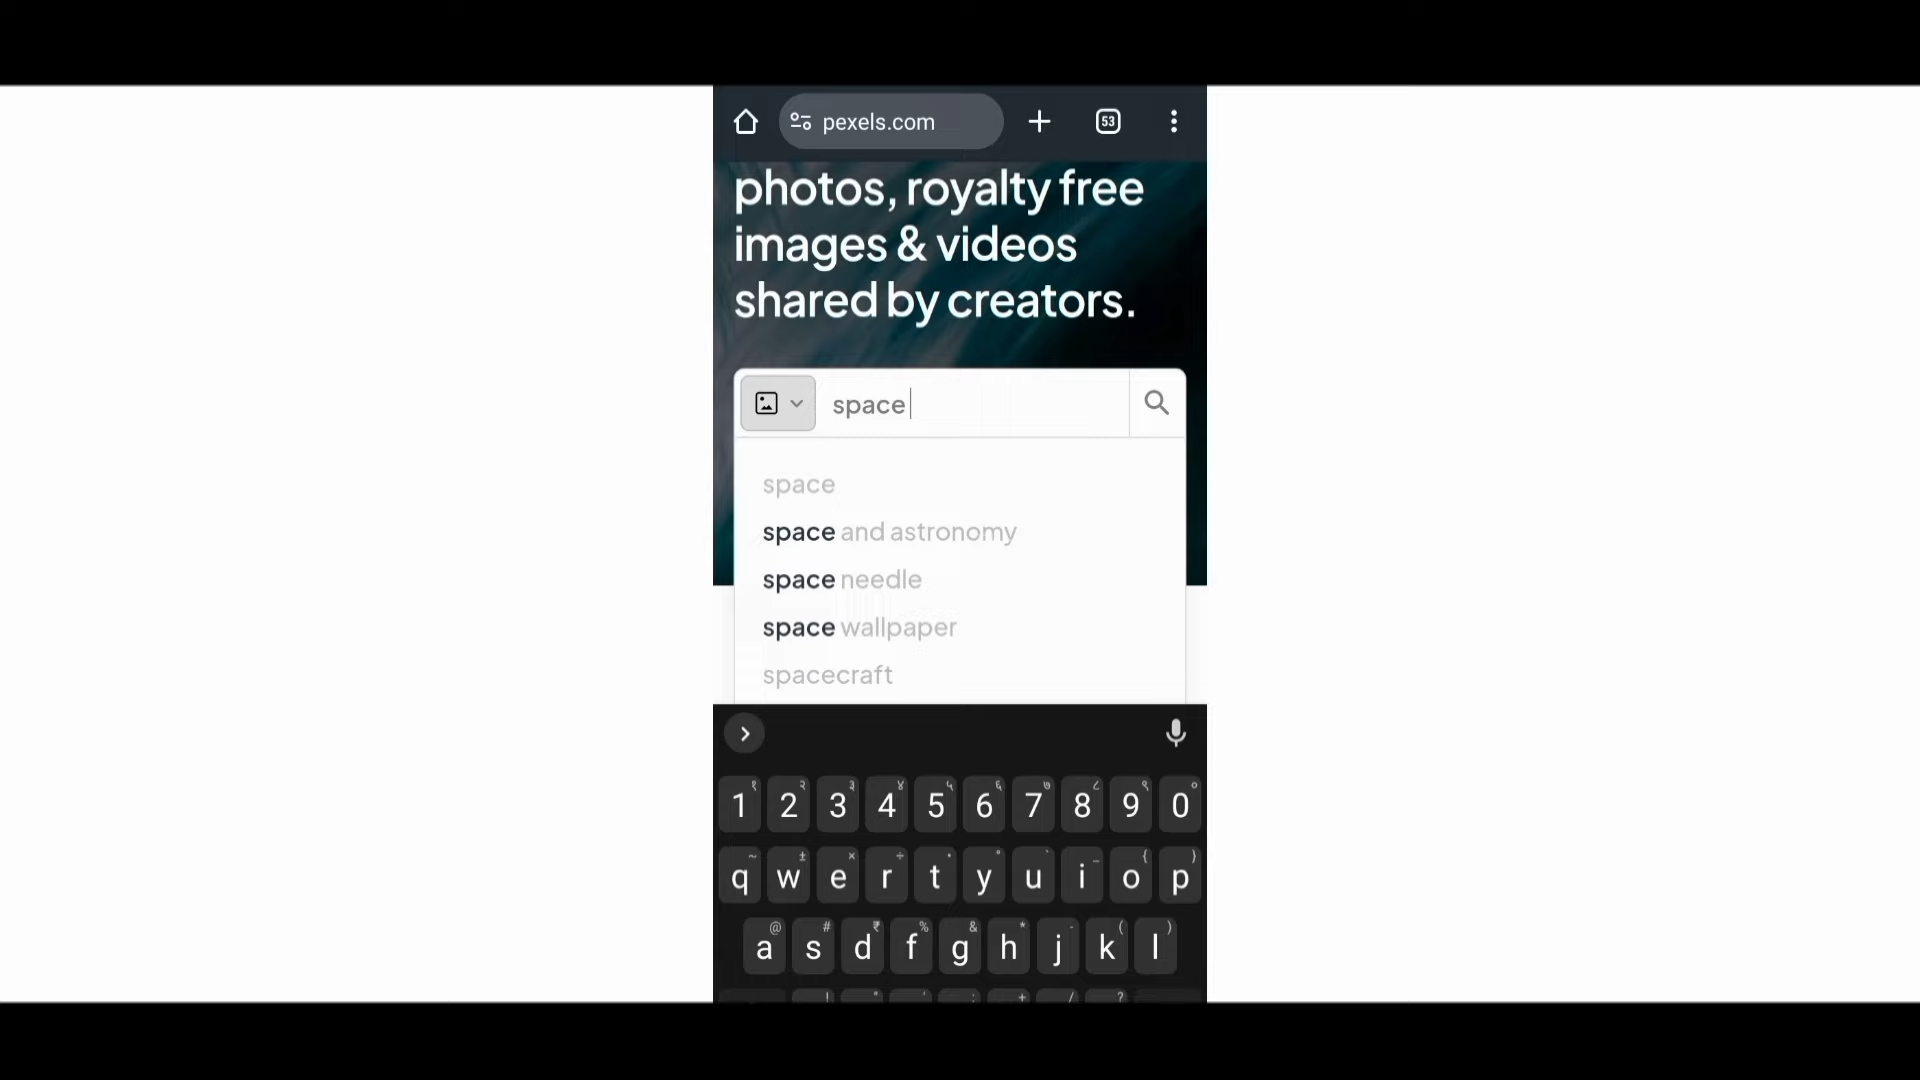 pexels.com
53
photos, royalty free
images & videos
shared by creators.
space
space
space and astronomy
space needle
space wallpaper
spacecraft
1 2 3 4 5 6 7 8 9 0
q w e r t y u i o p
a s d f g h j k l